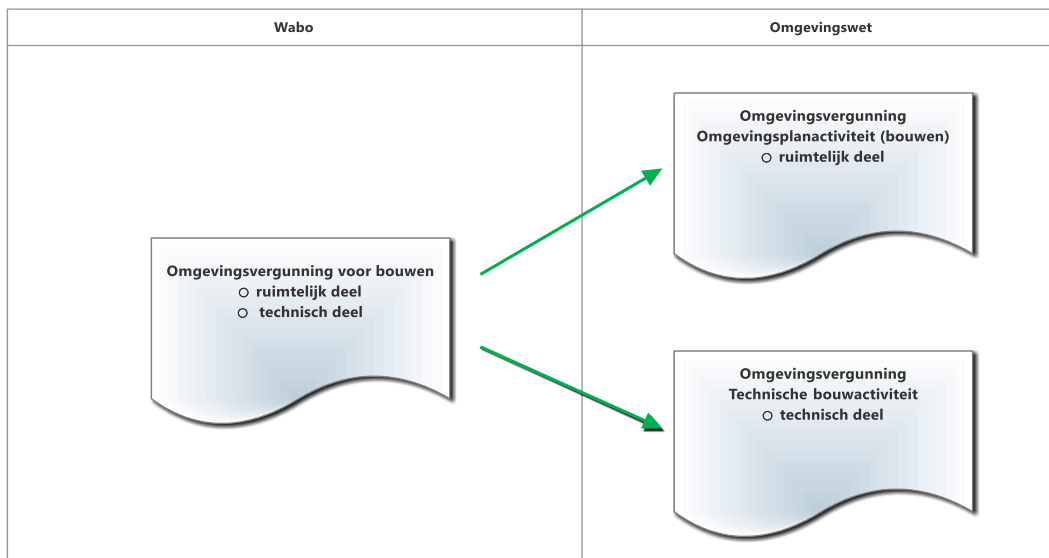 Wabo
Omgevingswet
Omgevingsvergunning voor bouwen
○ ruimtelijk deel
○ technisch deel
Omgevingsvergunning
Omgevingsplanactiviteit (bouwen)
○ ruimtelijk deel
Omgevingsvergunning
Technische bouwactiviteit
○ technisch deel